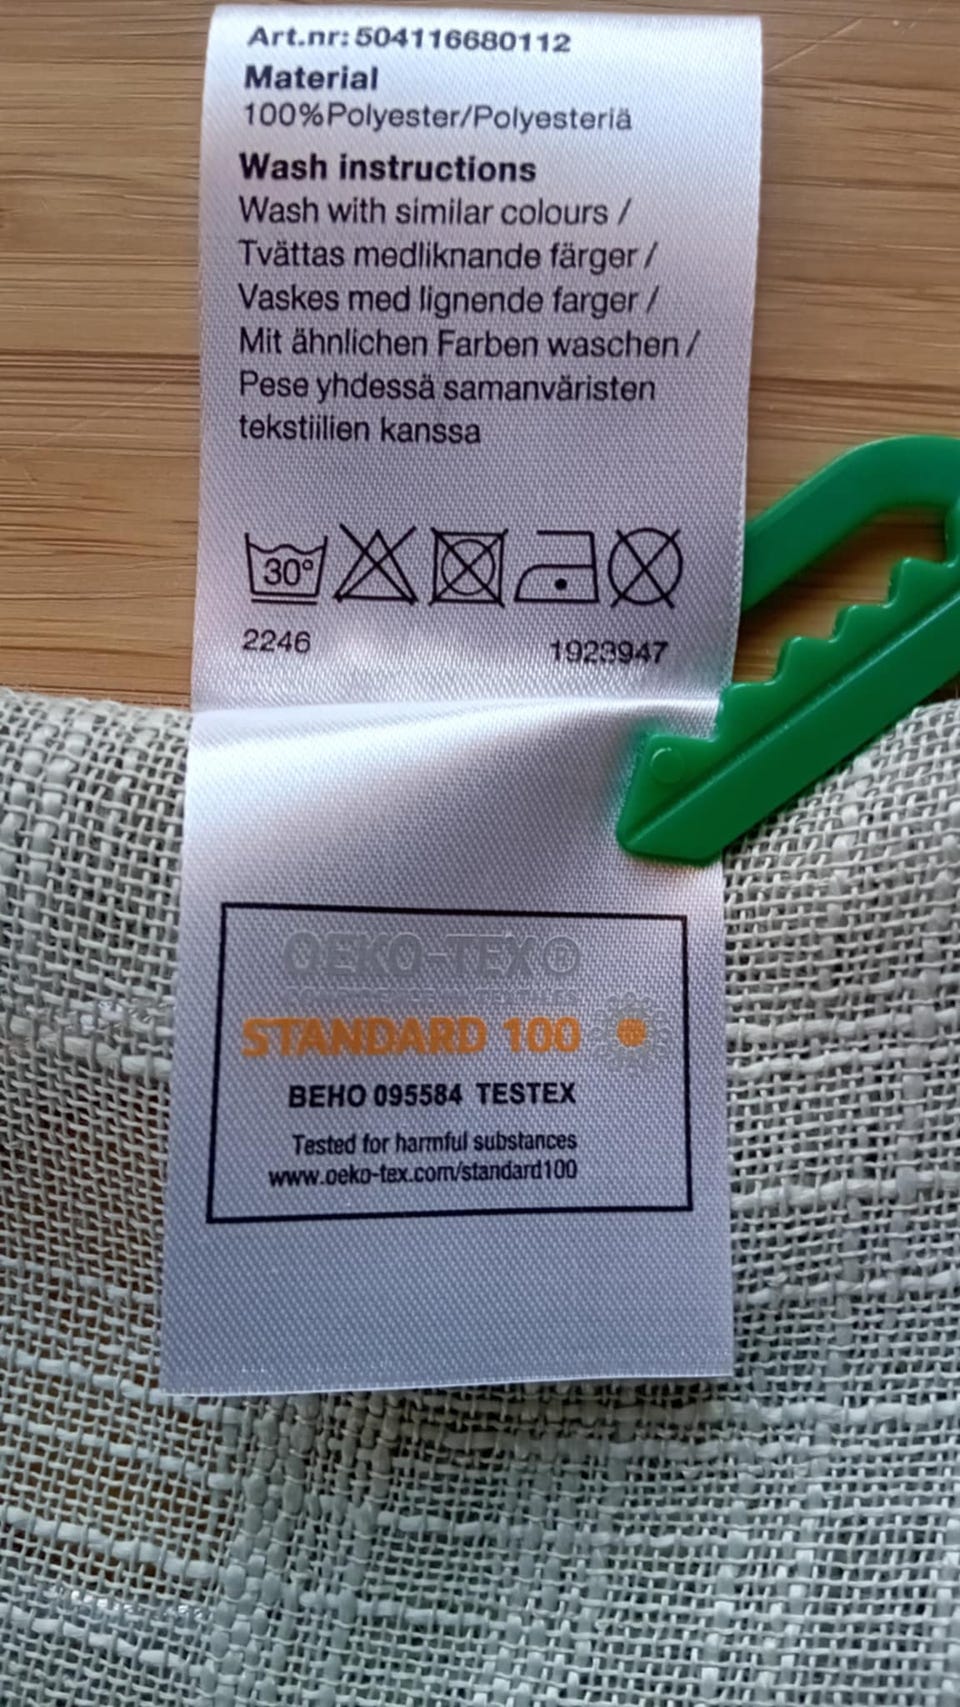 Art.nr: 504116680112
Material
100%Polyester/Polyesteriä
Wash instructions
Wash with similar colours /
Tvättas medliknande färger /
Vaskes med lignende farger /
Mit ähnlichen Farben waschen /
Pese yhdessä samanväristen
tekstiilien kanssa
30°
2246
1923947
OEKO-TEX®
STANDARD 100
BEHO 095584 TESTEX
Tested for harmful substances
www.oeko-tex.com/standard100